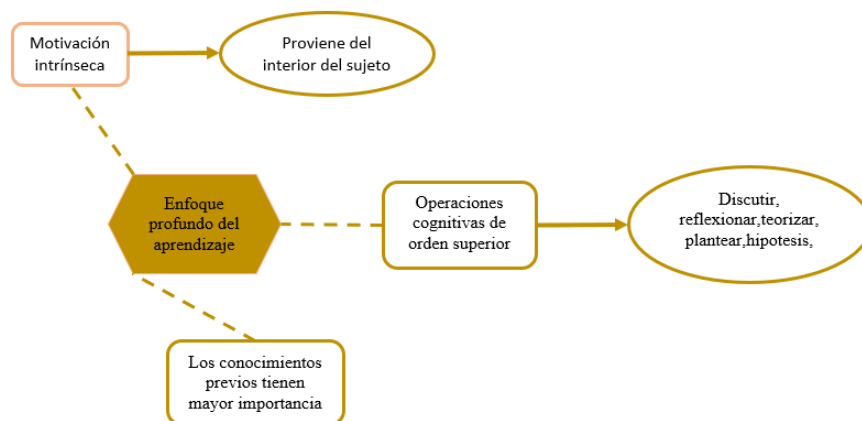 Motivación
intrínseca
Proviene del
interior del sujeto
Enfoque
profundo del
aprendizaje
Operaciones
cognitivas de
orden superior
Discutir,
reflexionar,teorizar,
plantear,hipotesis,
Los conocimientos
previos tienen
mayor importancia